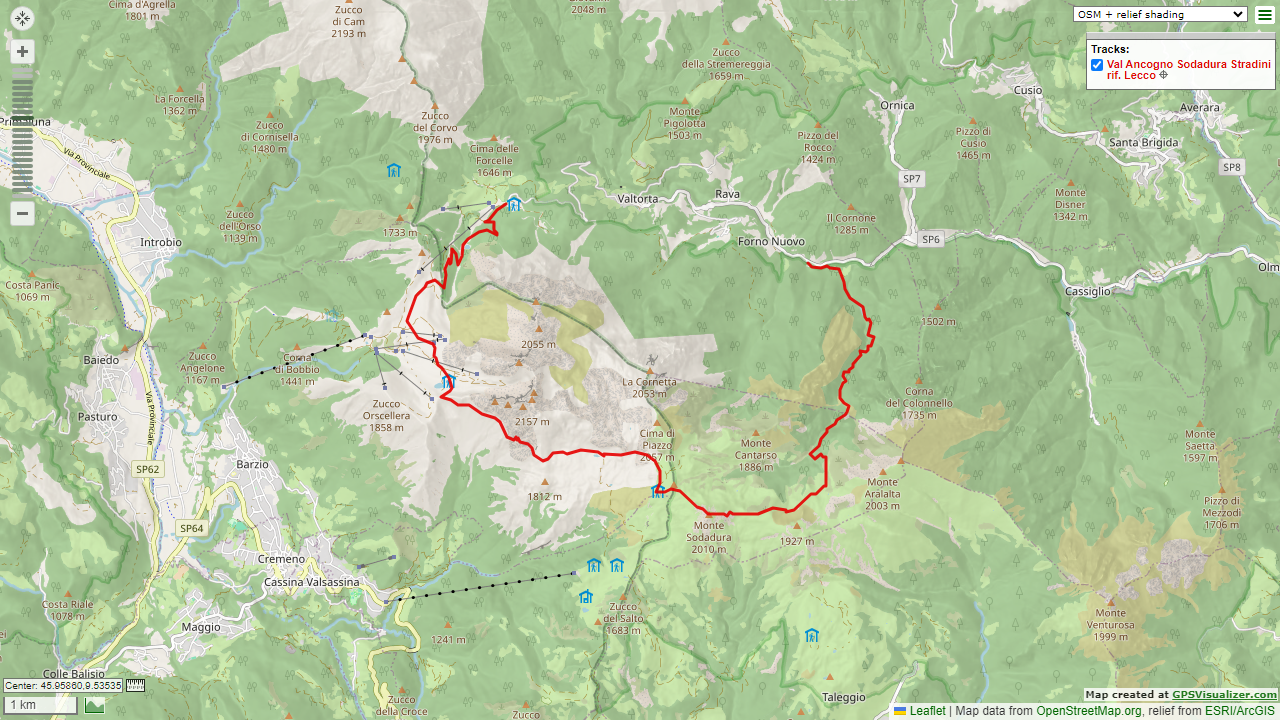 Cima d'Agrella
1801 m
Zucco
di Cam
2193 m
2048 m
OSM + relief shading
Tracks:
Val Ancogno Sodadura Stradini
rif. Lecco
Zucco
della Stremereggia
1659 m
La Forcella
1362 m
Cusio
Ornica
Averara
Primaluna
Via Provinciale
Zucco
di Cornisella
1480 m
Zucco
del Corvo
1976 m
Monte
Pigolotta
1503 m
Pizzo del
Rocco
1424 m
Pizzo di
Cusio
1465 m
Santa Brigida
Cima delle
Forcelle
1646 m
SP8
SP7
Monte
Disner
1342 m
Valtorta
Rava
Zucco
dell'Orso
1139 m
1733 m
Il Cornone
1285 m
Introbio
Forno Nuovo
SP6
Olm
Costa Panic
1069 m
Cassiglio
1502 m
2055 m
Baiedo
Zucco
Angelone
1167 m
Corna
di Bobbio
1441 m
La Cornetta
2053 m
Corna
del Colonnello
1735 m
Pasturo
Via Provinciale
Zucco
Orscellera
1858 m
2157 m
Cima di
Piazzo
2057 m
Monte
Cantarso
1886 m
Monte
Saetta
1597 m
Barzio
SP62
Monte
Aralalta
2003 m
1812 m
Pizzo di
Mezzodi
1706 m
SP64
Monte
Sodadura
2010 m
1927 m
Cremeno
Cassina Valsassina
Costa Riale
1078 m
Maggio
Zucco
del Salto
1683 m
Monte
Venturosa
1999 m
1241 m
Colle Balisio
Center: 45.95860,9.53535
Zucco
della Croce
Zucco
Taleggio
1 km
Map created at GPSVisualizer.com
Leaflet | Map data from OpenStreetMap.org, relief from ESRI/ArcGIS